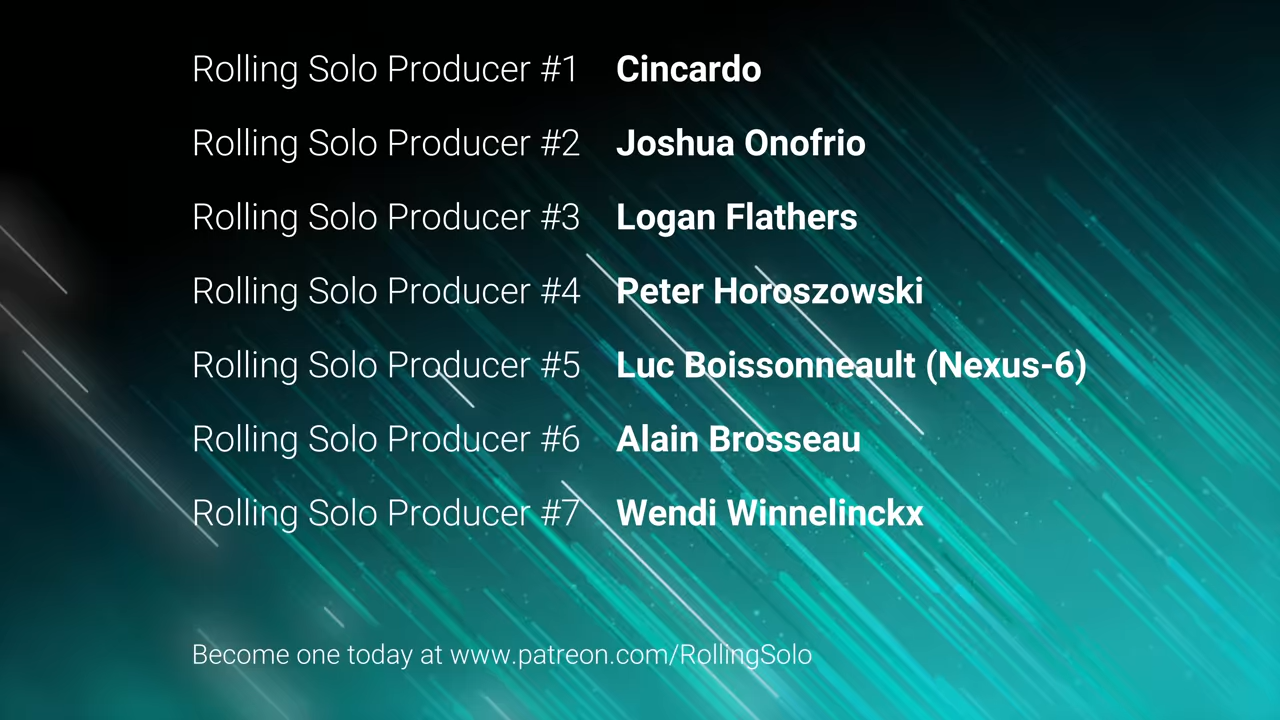 Rolling Solo Producer #1 Cincardo
Rolling Solo Producer #2 Joshua Onofrio
Rolling Solo Producer #3 Logan Flathers
Rolling Solo Producer #4 Peter Horoszowski
Rolling Solo Producer #5 Luc Boissonneault (Nexus-6)
Rolling Solo Producer #6 Alain Brosseau
Rolling Solo Producer #7 Wendi Winnelinckx
Become one today at www.patreon.com/RollingSolo